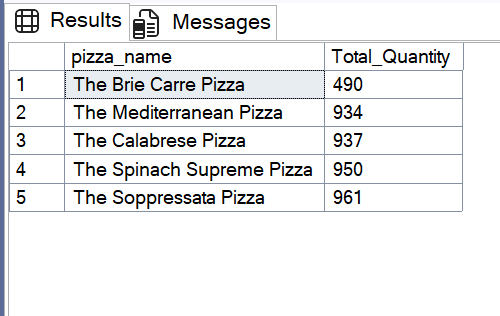 Results Messages
pizza_name Total_Quantity
1 The Brie Carre Pizza 490
2 The Mediterranean Pizza 934
3 The Calabrese Pizza 937
4 The Spinach Supreme Pizza 950
5 The Soppressata Pizza 961